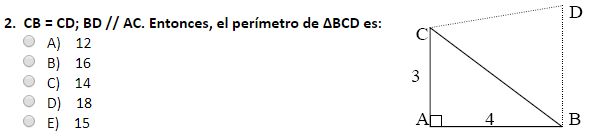 2. CB = CD; BD // AC. Entonces, el perímetro de ΔBCD es:
A) 12
B) 16
C) 14
D) 18
E) 15
D
C
3
A
4
B